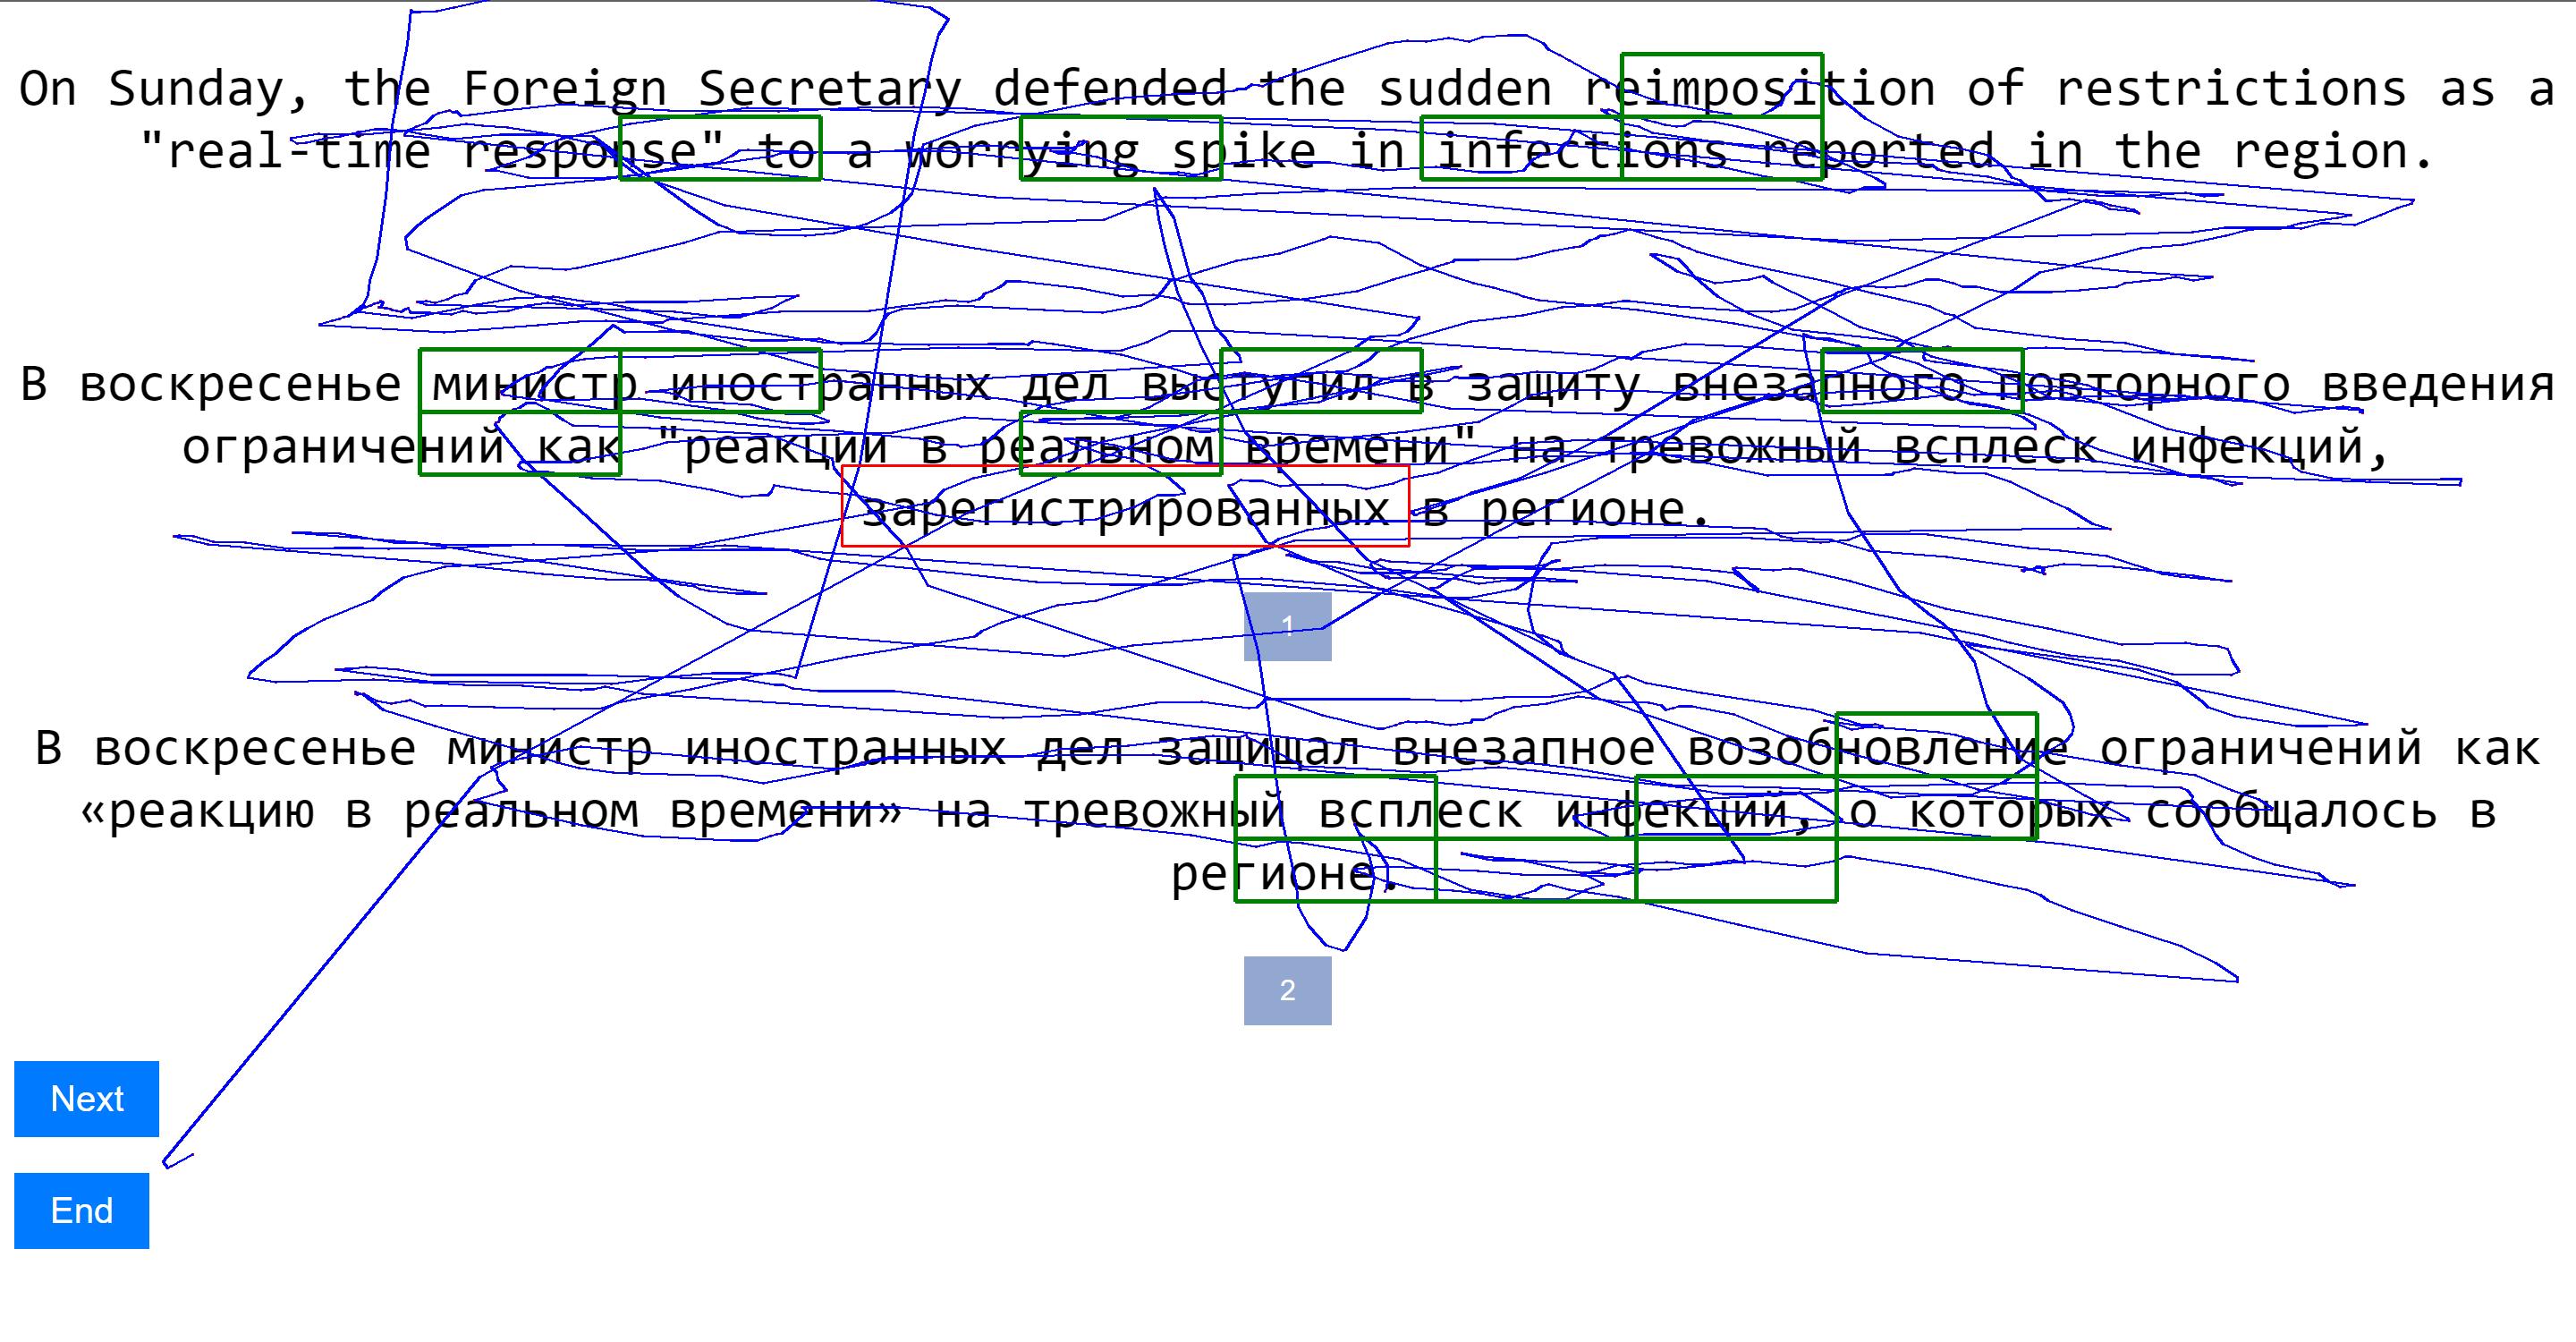 On Sunday, the Foreign Secretary defended the sudden reimposition of restrictions as a
"real-time response" to a worrying spike in infections reported in the region.
В воскресенье министр иностранных дел выступил в защиту внезапного повторного введения
ограничений как "реакции в реальном времени" на тревожный всплеск инфекций,
зарегистрированных в регионе.
1
В воскресенье министр иностранных дел защищал внезапное возобновление ограничений как
«реакцию в реальном времени» на тревожный всплеск инфекций, о которых сообщалось в
регионе.
2
Next
End